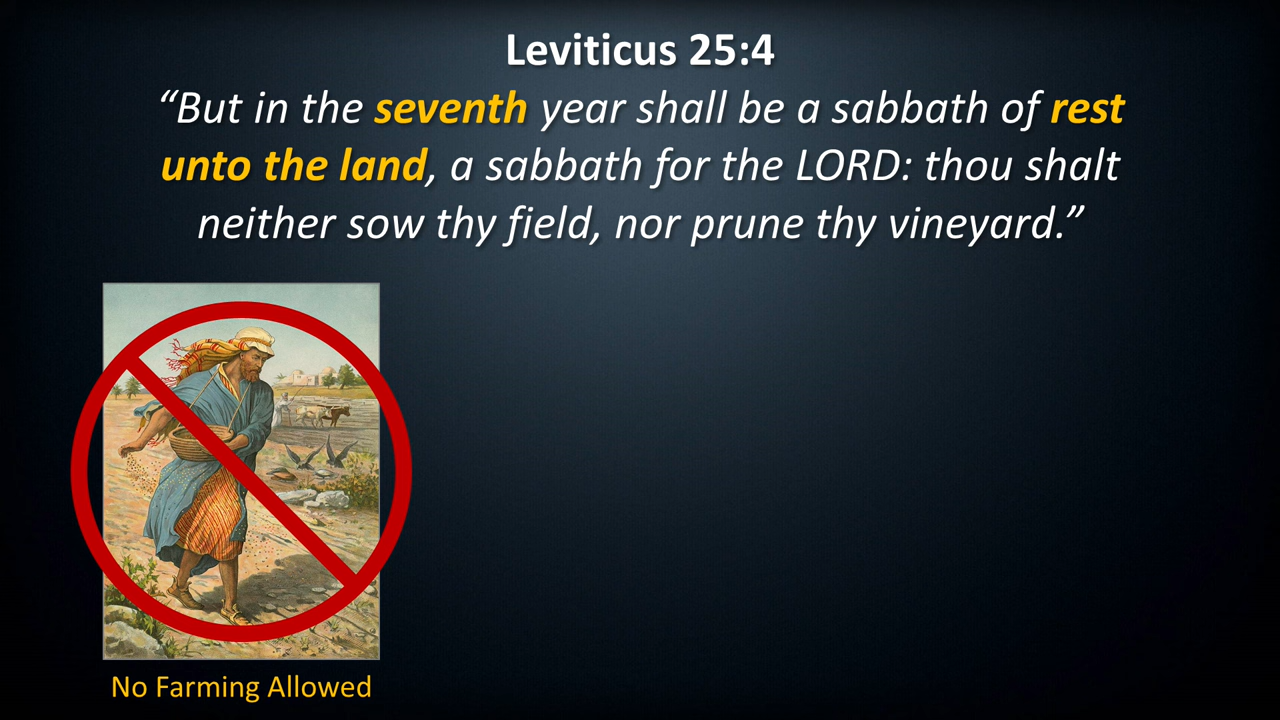 Leviticus 25:4
“But in the seventh year shall be a sabbath of rest
unto the land, a sabbath for the LORD: thou shalt
neither sow thy field, nor prune thy vineyard.”
No Farming Allowed